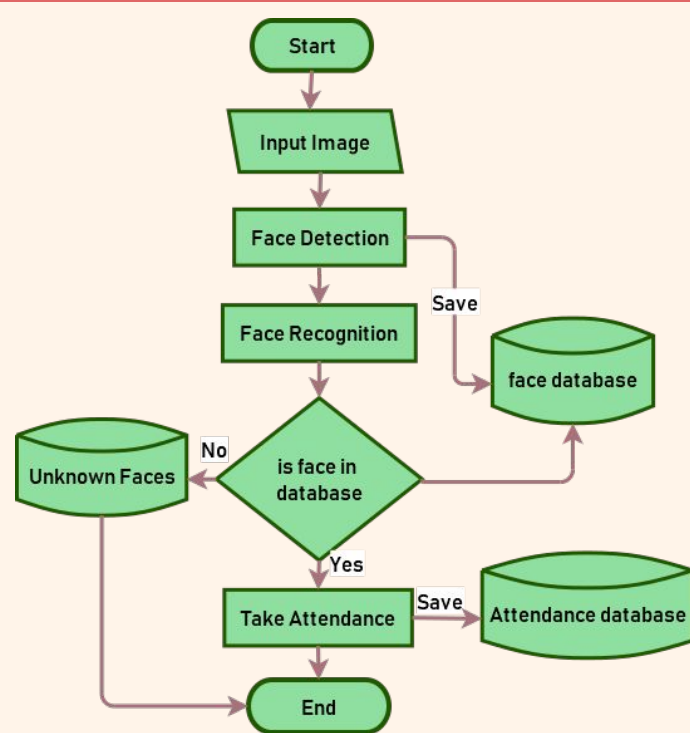 Start
Input Image
Face Detection
Save
Face Recognition
face database
is face in
database
No
Unknown Faces
Yes
Take Attendance
Save
Attendance database
End